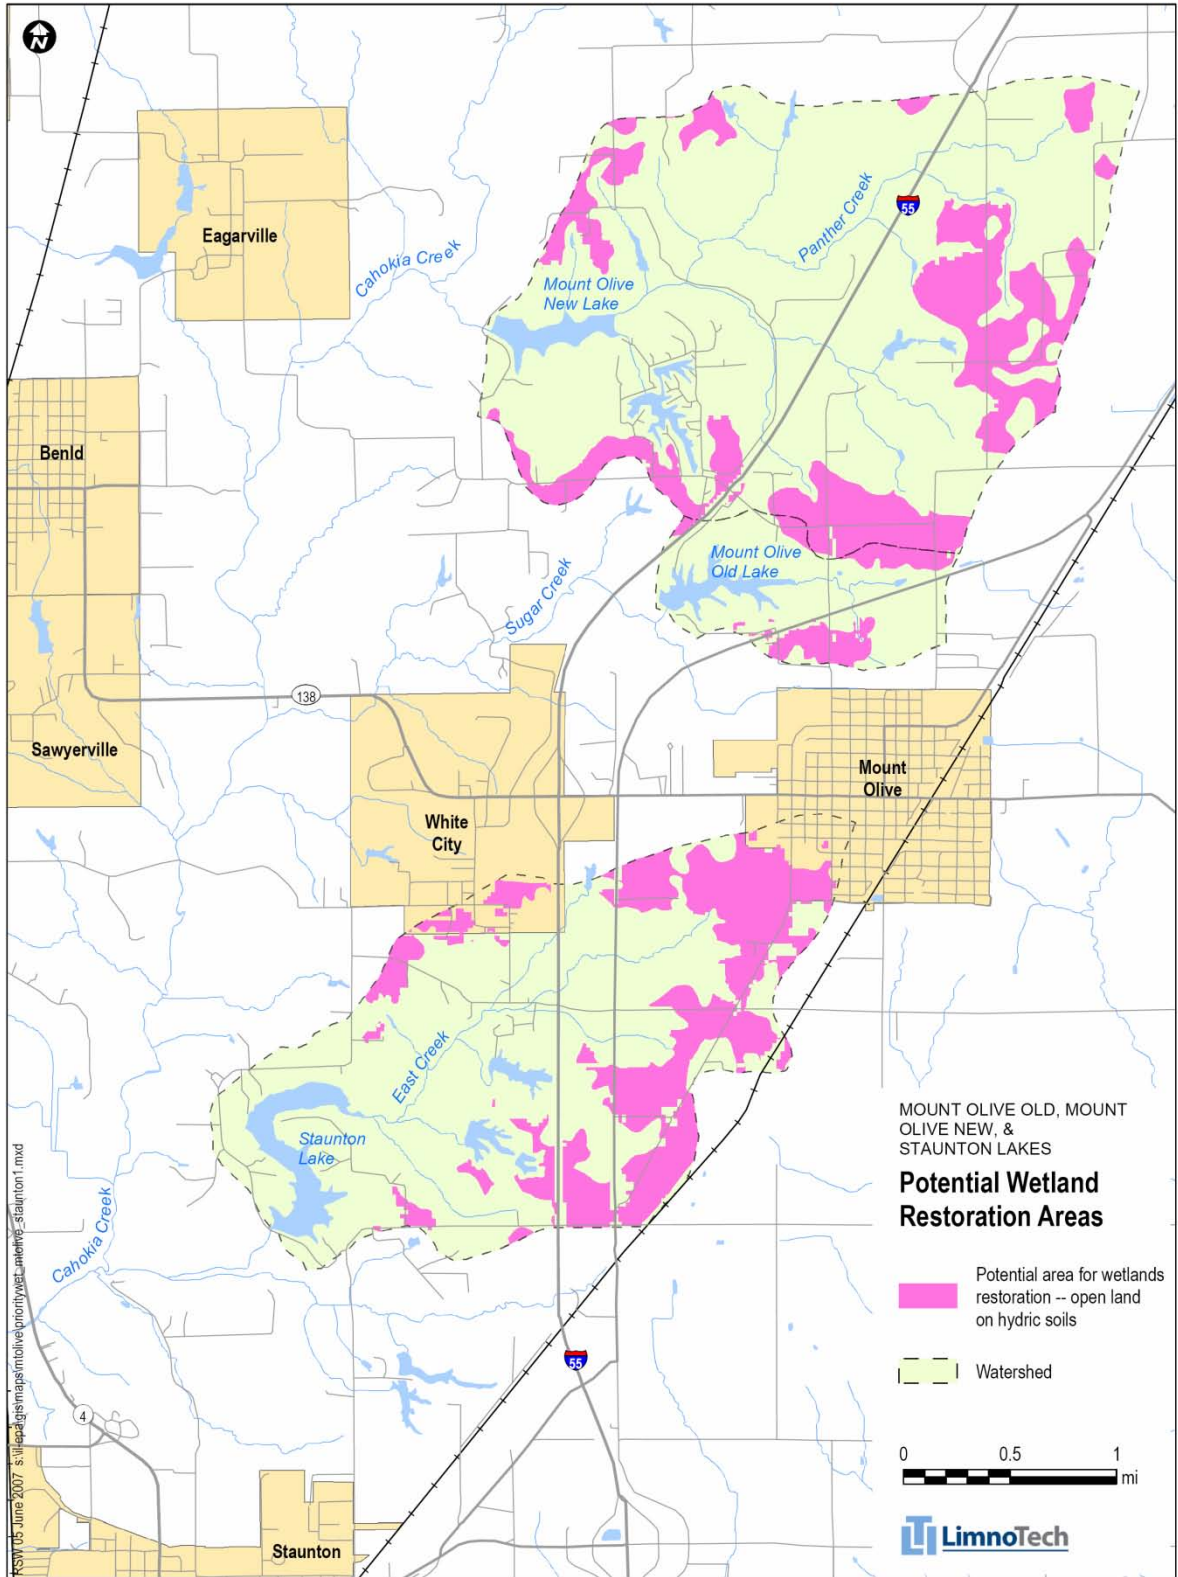 N
Eagarville
Cahokia Creek
Panther Creek
55
Mount Olive
New Lake
Benld
Mount Olive
Old Lake
Sugar Creek
138
Sawyerville
Mount
Olive
White
City
East Creek
Staunton
Lake
Cahokia Creek
4
55
Staunton
RSW 05 June 2007
MOUNT OLIVE OLD, MOUNT
OLIVE NEW, &
STAUNTON LAKES
Potential Wetland
Restoration Areas
Potential area for wetlands
restoration -- open land
on hydric soils
Watershed
0 0.5 1
mi
LTI LimnoTech